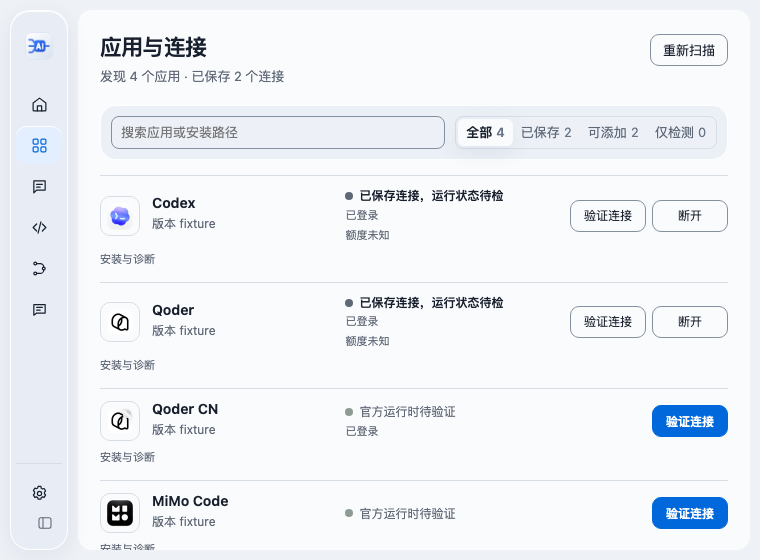 AI
应用与连接
发现 4 个应用 · 已保存 2 个连接
重新扫描
搜索应用或安装路径
全部 4 已保存 2 可添加 2 仅检测 0
Codex
版本 fixture
已保存连接，运行状态待检
已登录
额度未知
验证连接 断开
安装与诊断
Qoder
版本 fixture
已保存连接，运行状态待检
已登录
额度未知
验证连接 断开
安装与诊断
Qoder CN
版本 fixture
官方运行时待验证
已登录
验证连接
安装与诊断
MiMo Code
版本 fixture
官方运行时待验证
验证连接
安装与诊断